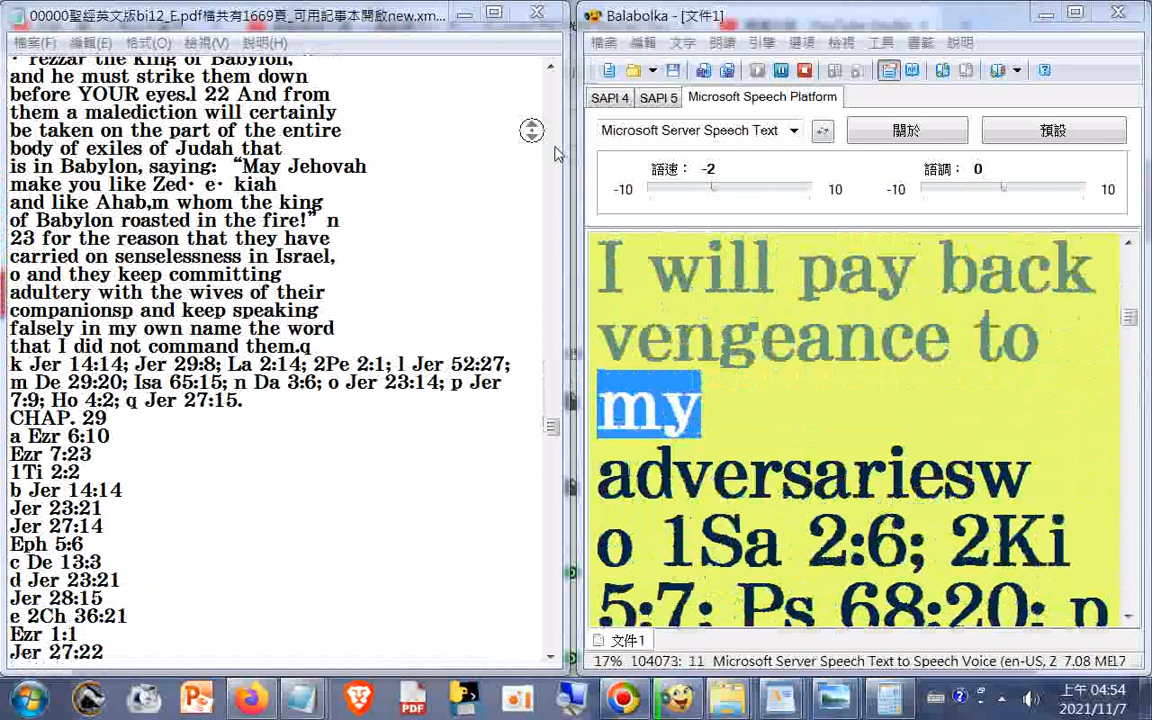 00000聖經英文版bi12_E.pdf檔共有1669頁_可用記事本開啟new.xm...
檔案(F) 編輯(E) 格式(O) 檢視(V) 說明(H)
· rezzar the king of Babylon,
and he must strike them down
before YOUR eyes.l 22 And from
them a malediction will certainly
be taken on the part of the entire
body of exiles of Judah that
is in Babylon, saying: “May Jehovah
make you like Zed· e· kiah
and like Ahab,m whom the king
of Babylon roasted in the fire!” n
23 for the reason that they have
carried on senselessness in Israel,
o and they keep committing
adultery with the wives of their
companionsp and keep speaking
falsely in my own name the word
that I did not command them.q
k Jer 14:14; Jer 29:8; La 2:14; 2Pe 2:1; l Jer 52:27;
m De 29:20; Isa 65:15; n Da 3:6; o Jer 23:14; p Jer
7:9; Ho 4:2; q Jer 27:15.
CHAP. 29
a Ezr 6:10
Ezr 7:23
1Ti 2:2
b Jer 14:14
Jer 23:21
Jer 27:14
Eph 5:6
c De 13:3
d Jer 23:21
Jer 28:15
e 2Ch 36:21
Ezr 1:1
Jer 27:22
Balabolka - [文件1]
檔案 編輯 文字 朗讀 引擎 選項 檢視 工具 書籤 說明
SAPI 4 SAPI 5 Microsoft Speech Platform
Microsoft Server Speech Text
關於
預設
語速： -2
語調： 0
-10 10 -10 10
I will pay back
vengeance to
my
adversariesw
o 1Sa 2:6; 2Ki
5:7; Ps 68:20; p
文件1
17% 104073: 11 Microsoft Server Speech Text to Speech Voice (en-US, 2 7.08 ME17
PDF
上午 04:54
2021/11/7